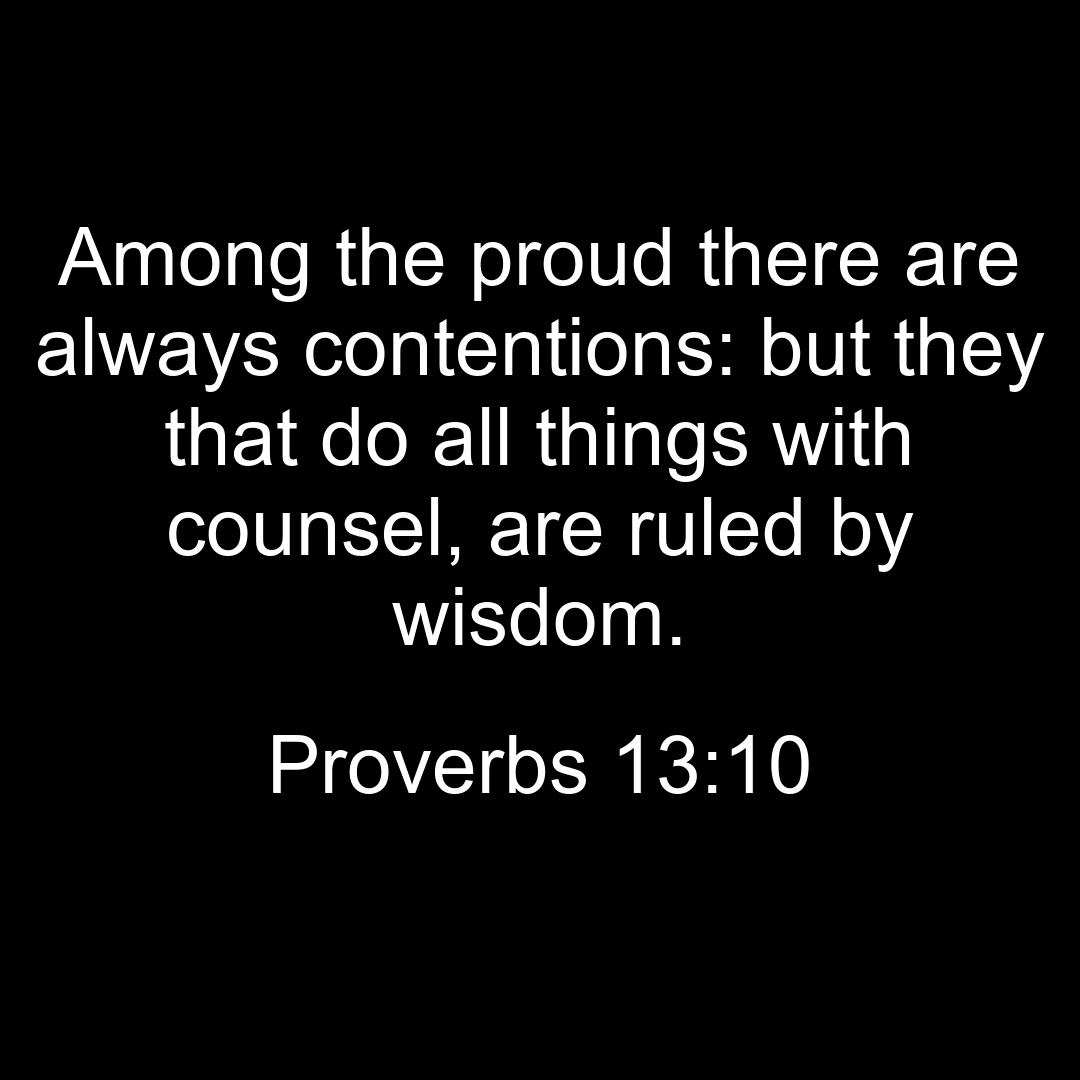 Among the proud there are
always contentions: but they
that do all things with
counsel, are ruled by
wisdom.
Proverbs 13:10